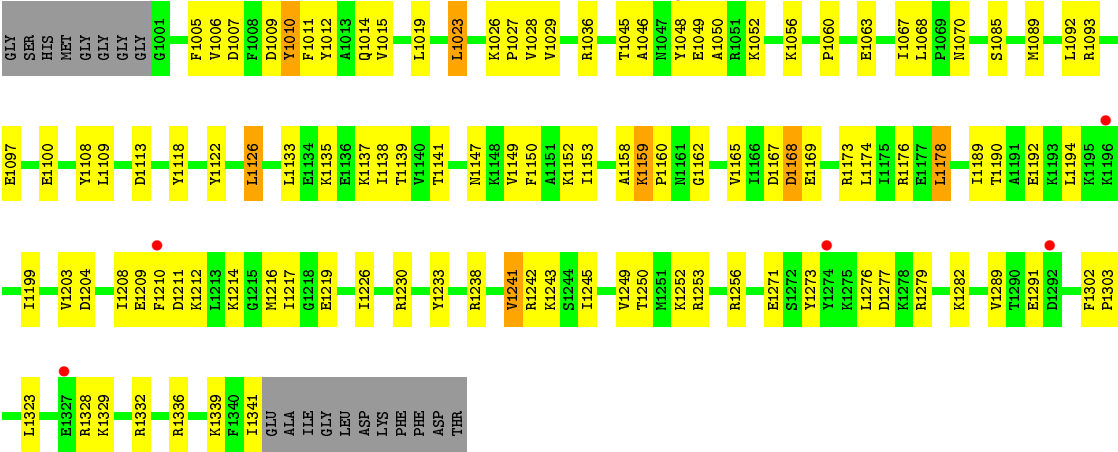 GLY SER HIS MET GLY GLY GLY GLY G1001 F1005 V1006 D1007 F1008 D1009 Y1010 F1011 Y1012 A1013 Q1014 V1015 L1019 L1023 K1026 P1027 V1028 V1029 R1036 T1045 A1046 N1047 Y1048 E1049 A1050 R1051 K1052 K1056 P1060 E1063 I1067 L1068 P1069 N1070 S1085 M1089 L1092 R1093
E1097 E1100 Y1108 L1109 D1113 Y1118 Y1122 L1126 L1133 E1134 K1135 E1136 K1137 I1138 T1139 V1140 T1141 N1147 K1148 V1149 F1150 A1151 K1152 I1153 A1158 K1159 P1160 N1161 G1162 V1165 I1166 D1167 D1168 E1169 R1173 L1174 I1175 R1176 E1177 L1178 I1189 T1190 A1191 E1192 K1193 L1194 K1195 K1196
I1199 V1203 D1204 I1208 E1209 F1210 D1211 K1212 L1213 K1214 G1215 M1216 I1217 G1218 E1219 I1226 R1230 Y1233 R1238 V1241 R1242 K1243 S1244 I1245 V1249 T1250 M1251 K1252 R1253 R1256 E1271 S1272 Y1273 Y1274 K1275 L1276 D1277 K1278 R1279 K1282 V1289 T1290 E1291 D1292 F1302 P1303
L1323 E1327 R1328 K1329 R1332 R1336 K1339 F1340 I1341 GLU ALA ILE GLY LEU ASP LYS PHE PHE ASP THR